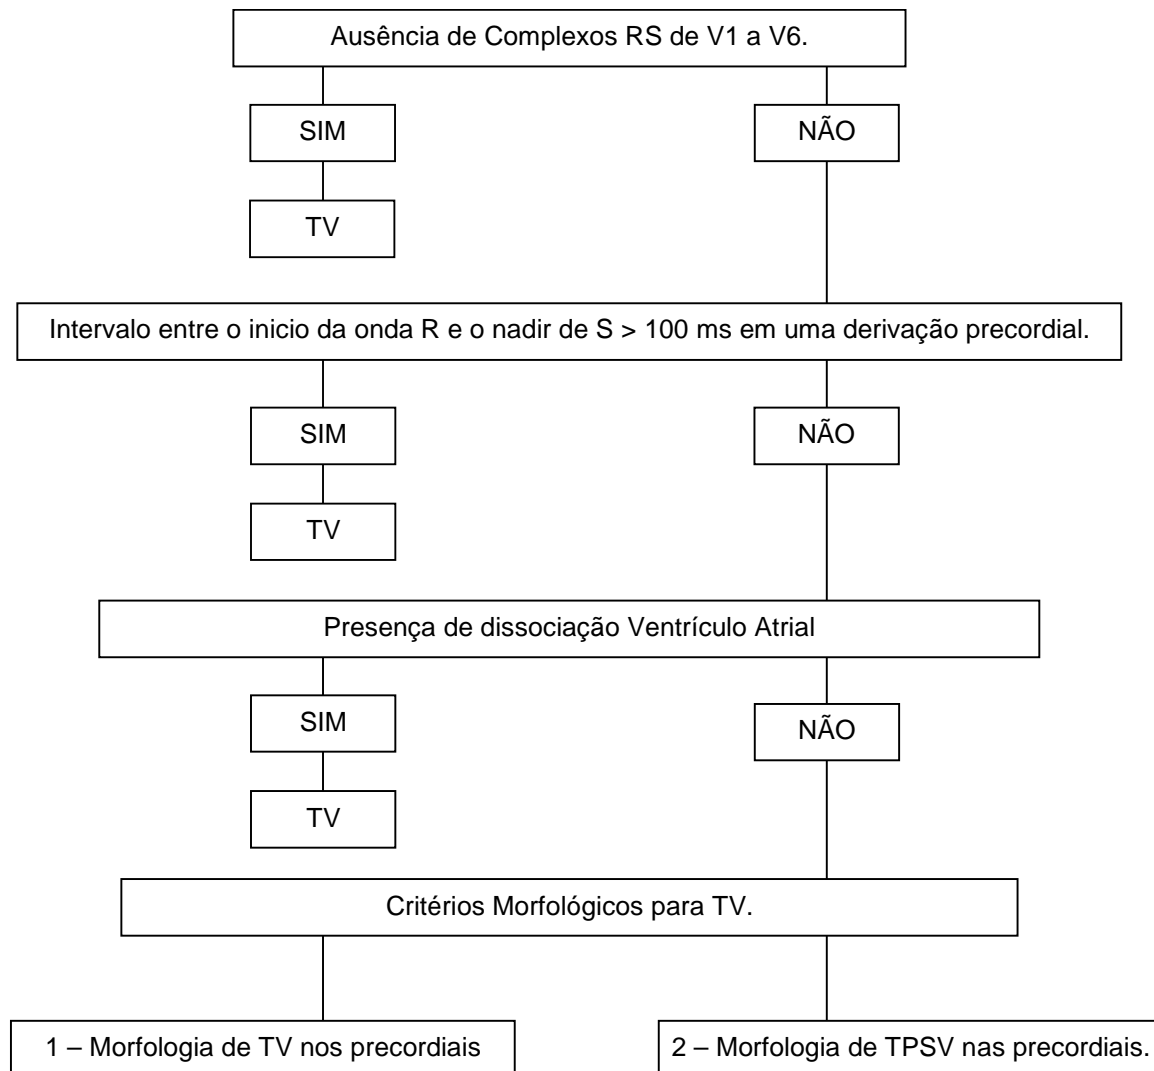 Ausência de Complexos RS de V1 a V6.
SIM
NÃO
TV
Intervalo entre o inicio da onda R e o nadir de S > 100 ms em uma derivação precordial.
SIM
NÃO
TV
Presença de dissociação Ventrículo Atrial
SIM
NÃO
TV
Critérios Morfológicos para TV.
1 – Morfologia de TV nos precordiais
2 – Morfologia de TPSV nas precordiais.